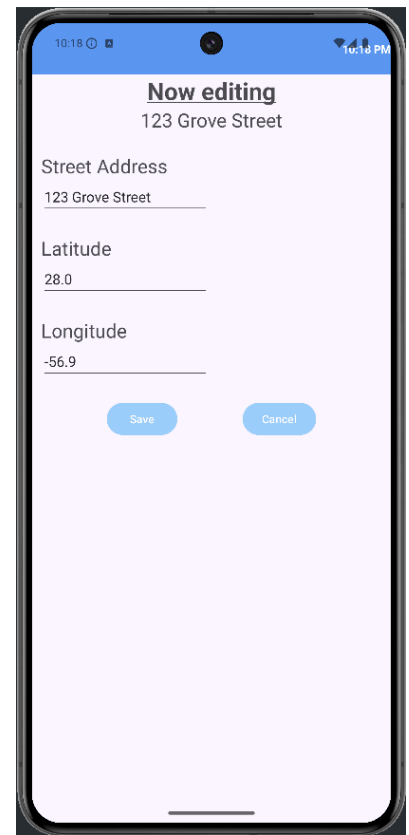 10:18
10:18 PM
Now editing
123 Grove Street
Street Address
123 Grove Street
Latitude
28.0
Longitude
-56.9
Save Cancel